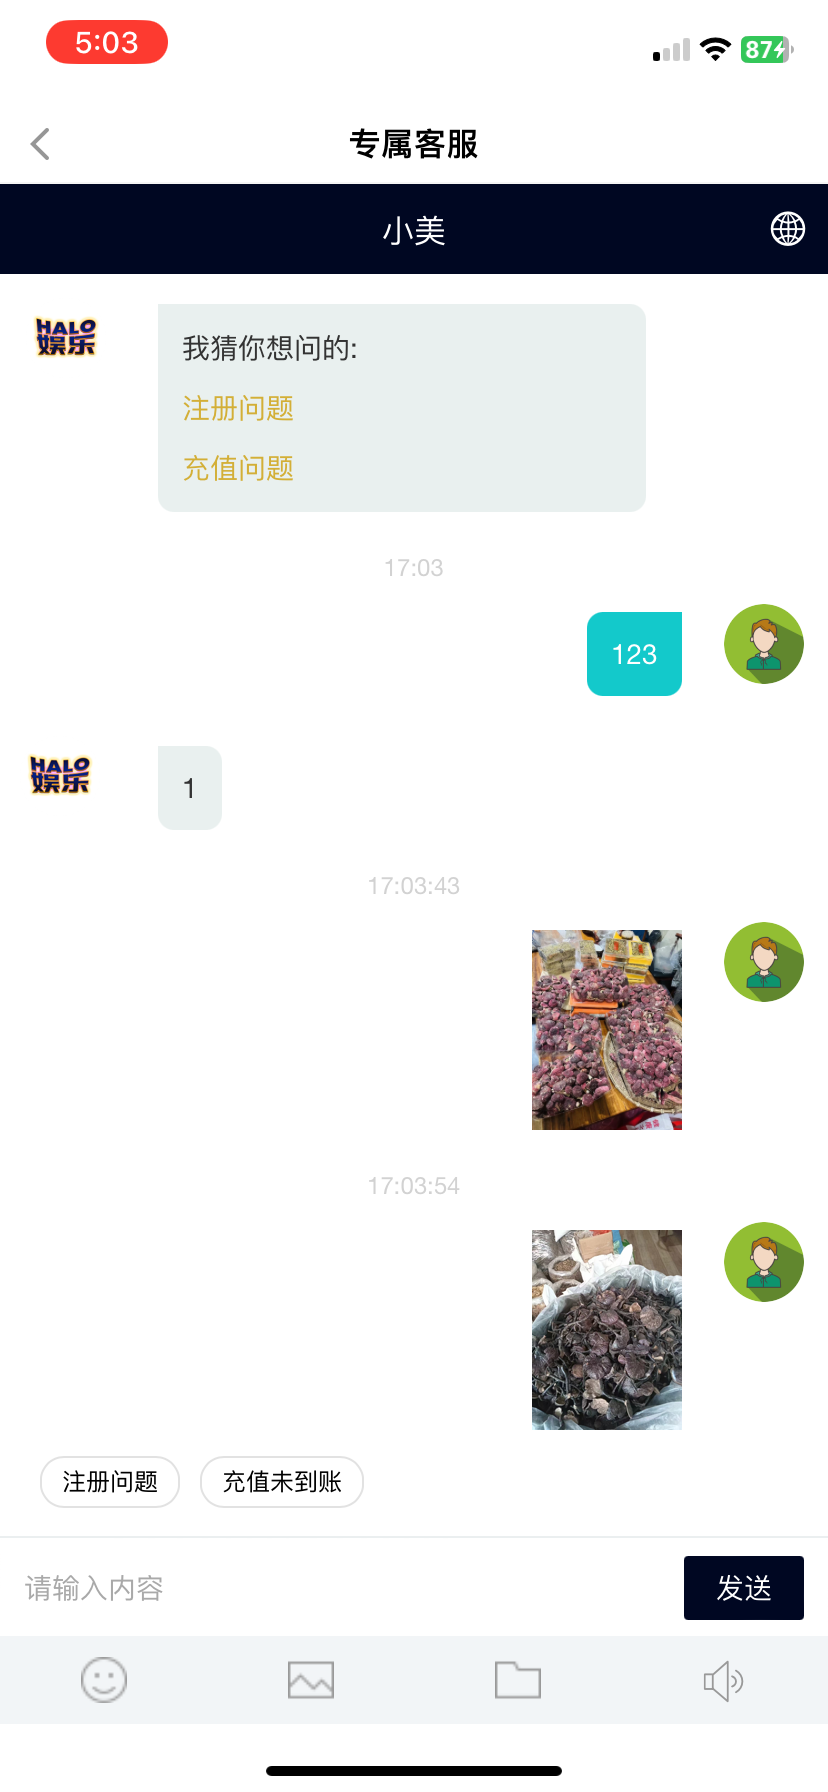 5:03
87
专属客服
小美
HALO
娱乐
我猜你想问的:
注册问题
充值问题
17:03
123
HALO
娱乐
1
17:03:43
17:03:54
注册问题
充值未到账
请输入内容
发送